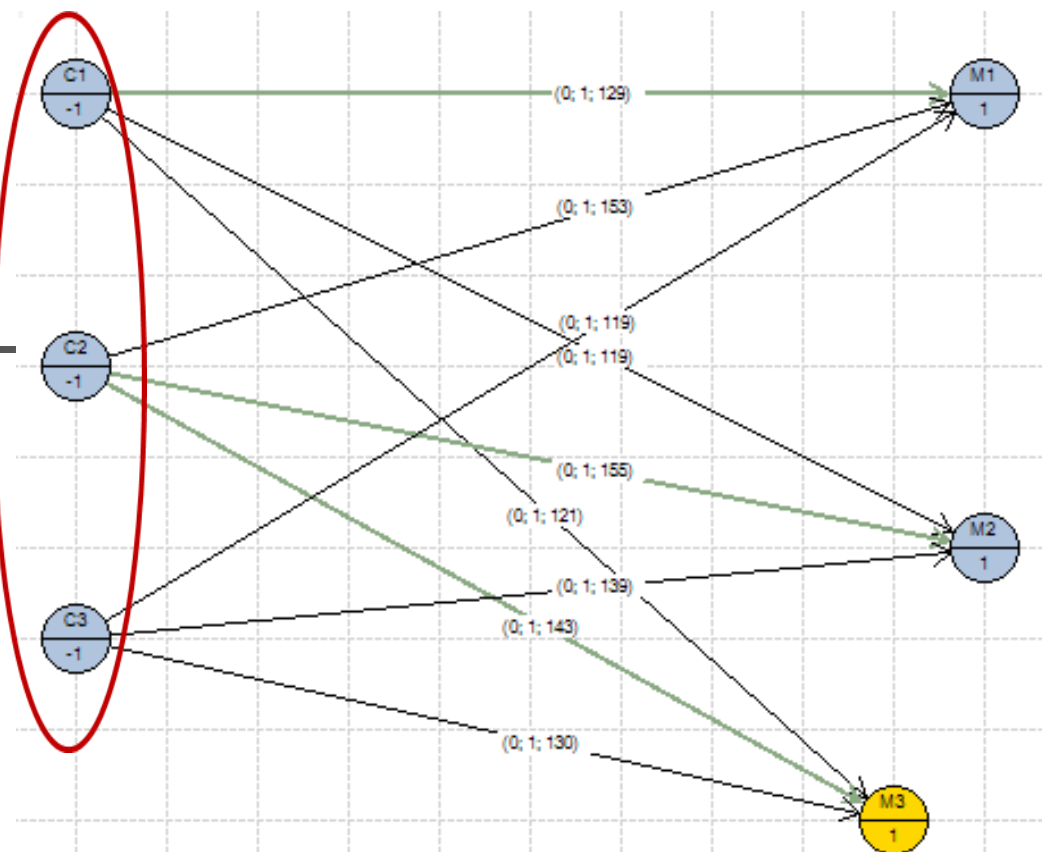 C1
-1
(0; 1; 129)
M1
1
(0; 1; 153)
(0; 1; 119)
C2
-1
(0; 1; 119)
(0; 1; 155)
(0; 1; 121)
M2
1
(0; 1; 139)
C3
-1
(0; 1; 143)
(0; 1; 130)
M3
1